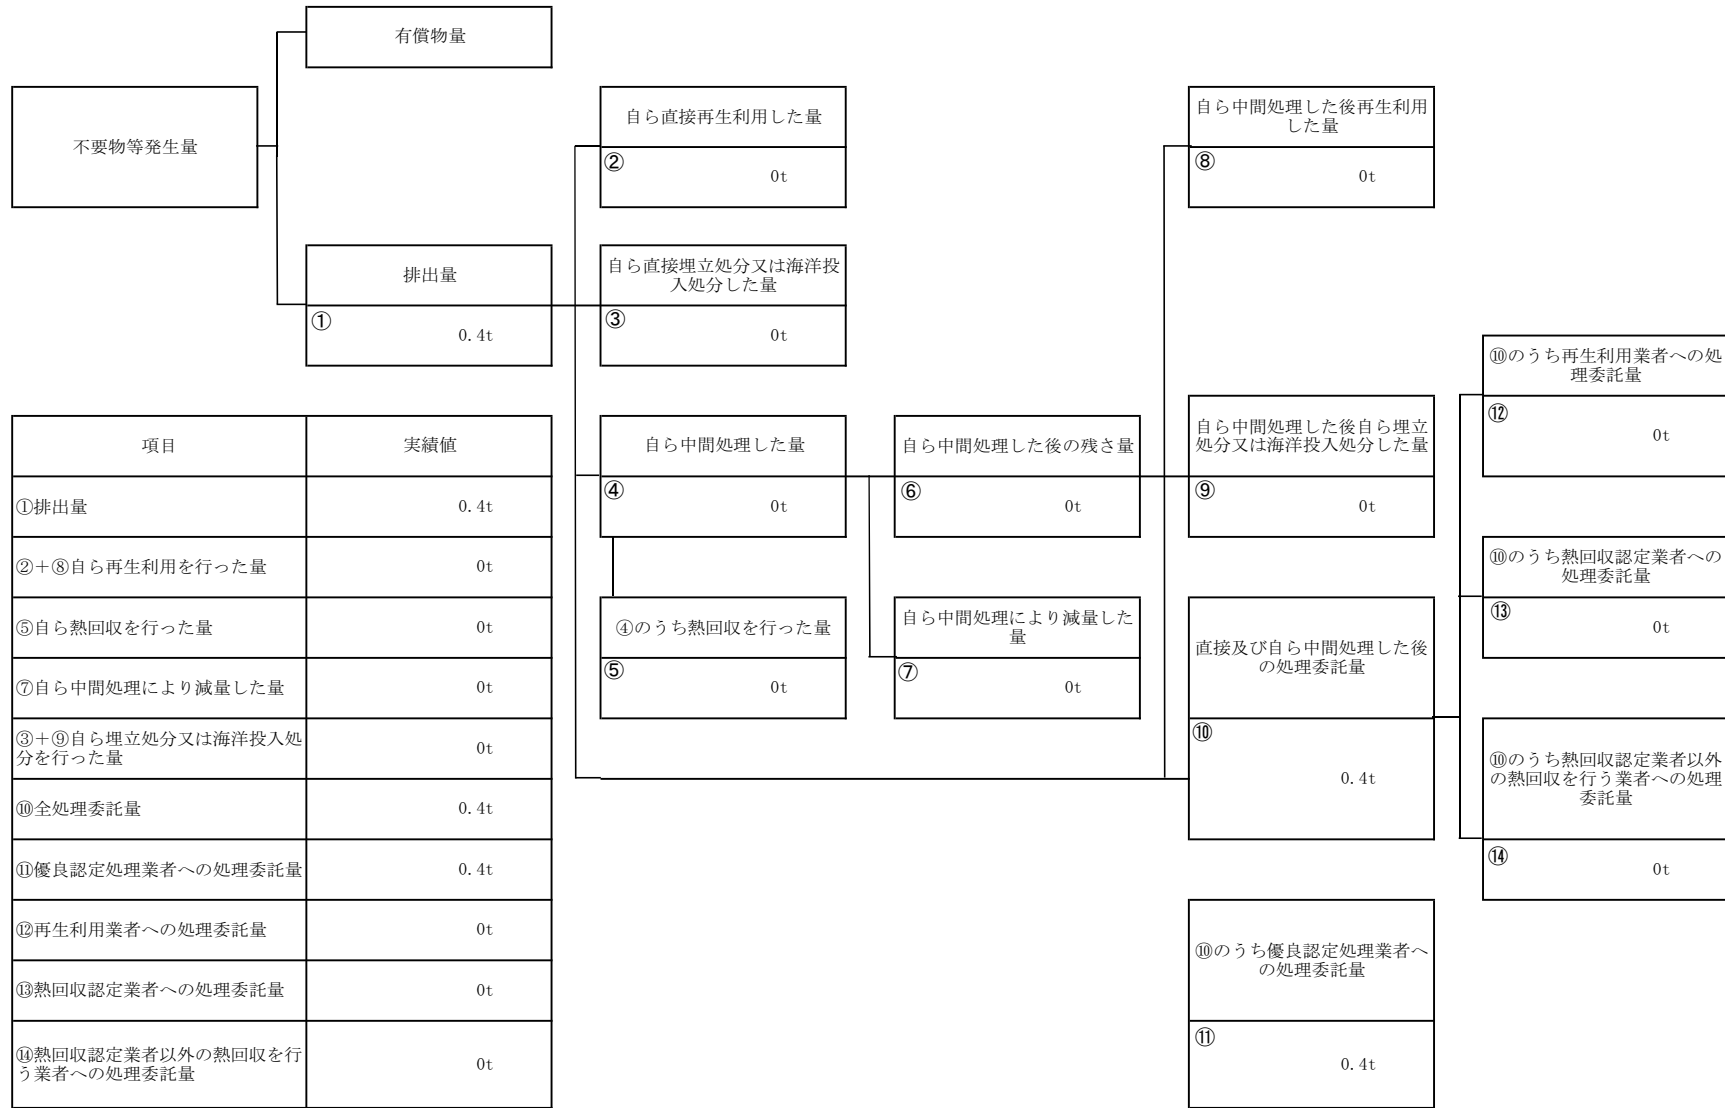 有償物量
不要物等発生量
自ら直接再生利用した量
②
0t
自ら中間処理した後再生利用
した量
⑧
0t
排出量
①
0.4t
自ら直接埋立処分又は海洋投
入処分した量
③
0t
自ら中間処理した量
④
0t
自ら中間処理した後の残さ量
⑥
0t
自ら中間処理した後自ら埋立
処分又は海洋投入処分した量
⑨
0t
⑩のうち再生利用業者への処
理委託量
⑫
0t
④のうち熱回収を行った量
⑤
0t
自ら中間処理により減量した
量
⑦
0t
直接及び自ら中間処理した後
の処理委託量
⑩
0.4t
⑩のうち熱回収認定業者への
処理委託量
⑬
0t
⑩のうち熱回収認定業者以外
の熱回収を行う業者への処理
委託量
⑭
0t
⑩のうち優良認定処理業者へ
の処理委託量
⑪
0.4t
項目 実績値
①排出量 0.4t
②＋⑧自ら再生利用を行った量 0t
⑤自ら熱回収を行った量 0t
⑦自ら中間処理により減量した量 0t
③＋⑨自ら埋立処分又は海洋投入処
分を行った量 0t
⑩全処理委託量 0.4t
⑪優良認定処理業者への処理委託量 0.4t
⑫再生利用業者への処理委託量 0t
⑬熱回収認定業者への処理委託量 0t
⑭熱回収認定業者以外の熱回収を行
う業者への処理委託量 0t